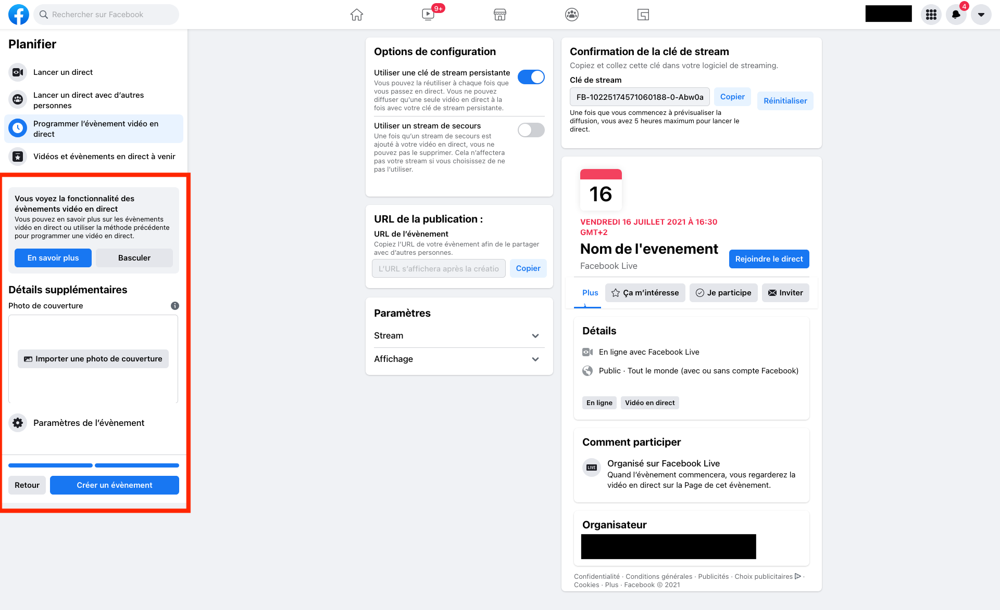 Rechercher sur Facebook
9+
4
Planifier
Lancer un direct
Lancer un direct avec d’autres
personnes
Programmer l’évènement vidéo en
direct
Vidéos et évènements en direct à venir
Vous voyez la fonctionnalité des
évènements vidéo en direct
Vous pouvez en savoir plus sur les évènements
vidéo en direct ou utiliser la méthode précédente
pour programmer une vidéo en direct.
En savoir plus
Basculer
Détails supplémentaires
Photo de couverture
Importer une photo de couverture
Paramètres de l’évènement
Retour
Créer un évènement
Options de configuration
Utiliser une clé de stream persistante
Vous pouvez la réutiliser à chaque fois que
vous passez en direct. Vous ne pouvez
diffuser qu’une seule vidéo en direct à la
fois avec votre clé de stream persistante.
Utiliser un stream de secours
Une fois qu’un stream de secours est
ajouté à votre vidéo en direct, vous ne
pouvez pas le supprimer. Cela n’affectera
pas votre stream si vous choisissez de ne
pas l’utiliser.
URL de la publication :
URL de l’évènement
Copiez l’URL de votre évènement afin de le partager
avec d’autres personnes.
L’URL s’affichera après la créatio
Copier
Paramètres
Stream
Affichage
Confirmation de la clé de stream
Copiez et collez cette clé dans votre logiciel de streaming.
Clé de stream
FB-10225174571060188-0-Abw0a
Copier
Réinitialiser
Une fois que vous commencez à prévisualiser la
diffusion, vous avez 5 heures maximum pour lancer le
direct.
16
VENDREDI 16 JUILLET 2021 À 16:30
GMT+2
Nom de l'evenement
Facebook Live
Rejoindre le direct
Plus
Ça m’intéresse
Je participe
Inviter
Détails
En ligne avec Facebook Live
Public · Tout le monde (avec ou sans compte Facebook)
En ligne
Vidéo en direct
Comment participer
LIVE
Organisé sur Facebook Live
Quand l’évènement commencera, vous regarderez la
vidéo en direct sur la Page de cet évènement.
Organisateur
Confidentialité · Conditions générales · Publicités · Choix publicitaires ·
Cookies · Plus · Facebook © 2021